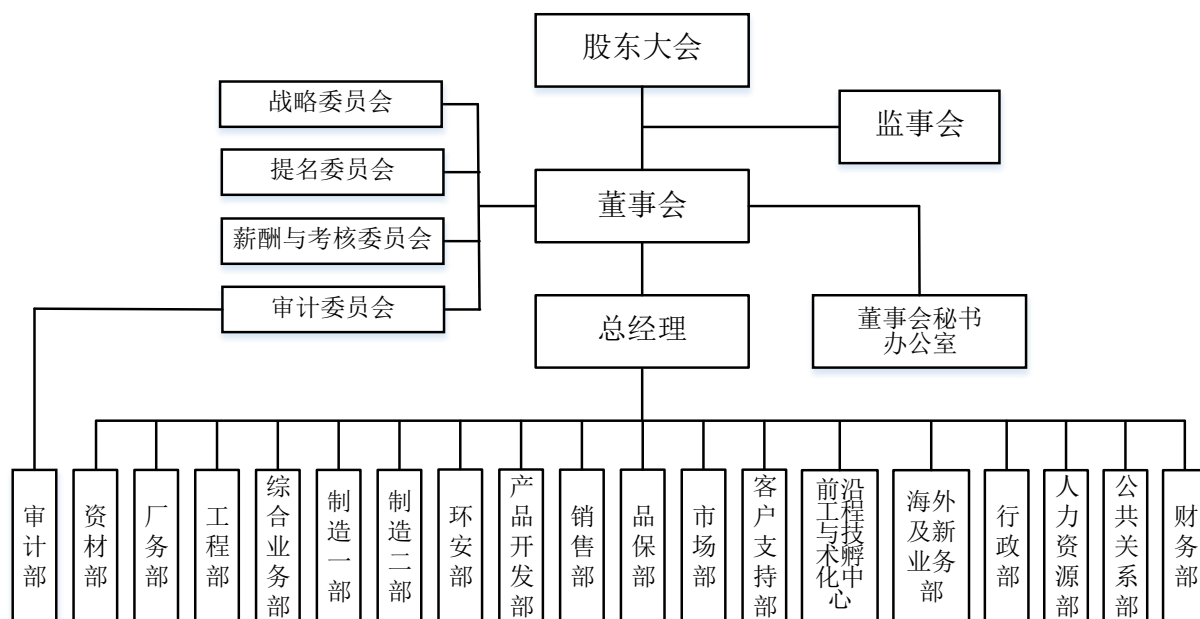 股东大会
战略委员会
监事会
提名委员会
董事会
薪酬与考核委员会
审计委员会
总经理
董事会秘书
办公室
审计部
资材部
厂务部
工程部
综合业务部
制造一部
制造二部
环安部
产品开发部
销售部
品保部
市场部
客户支持部
前沿工程与技术孵化中心
海外及新业务部
行政部
人力资源部
公共关系部
财务部